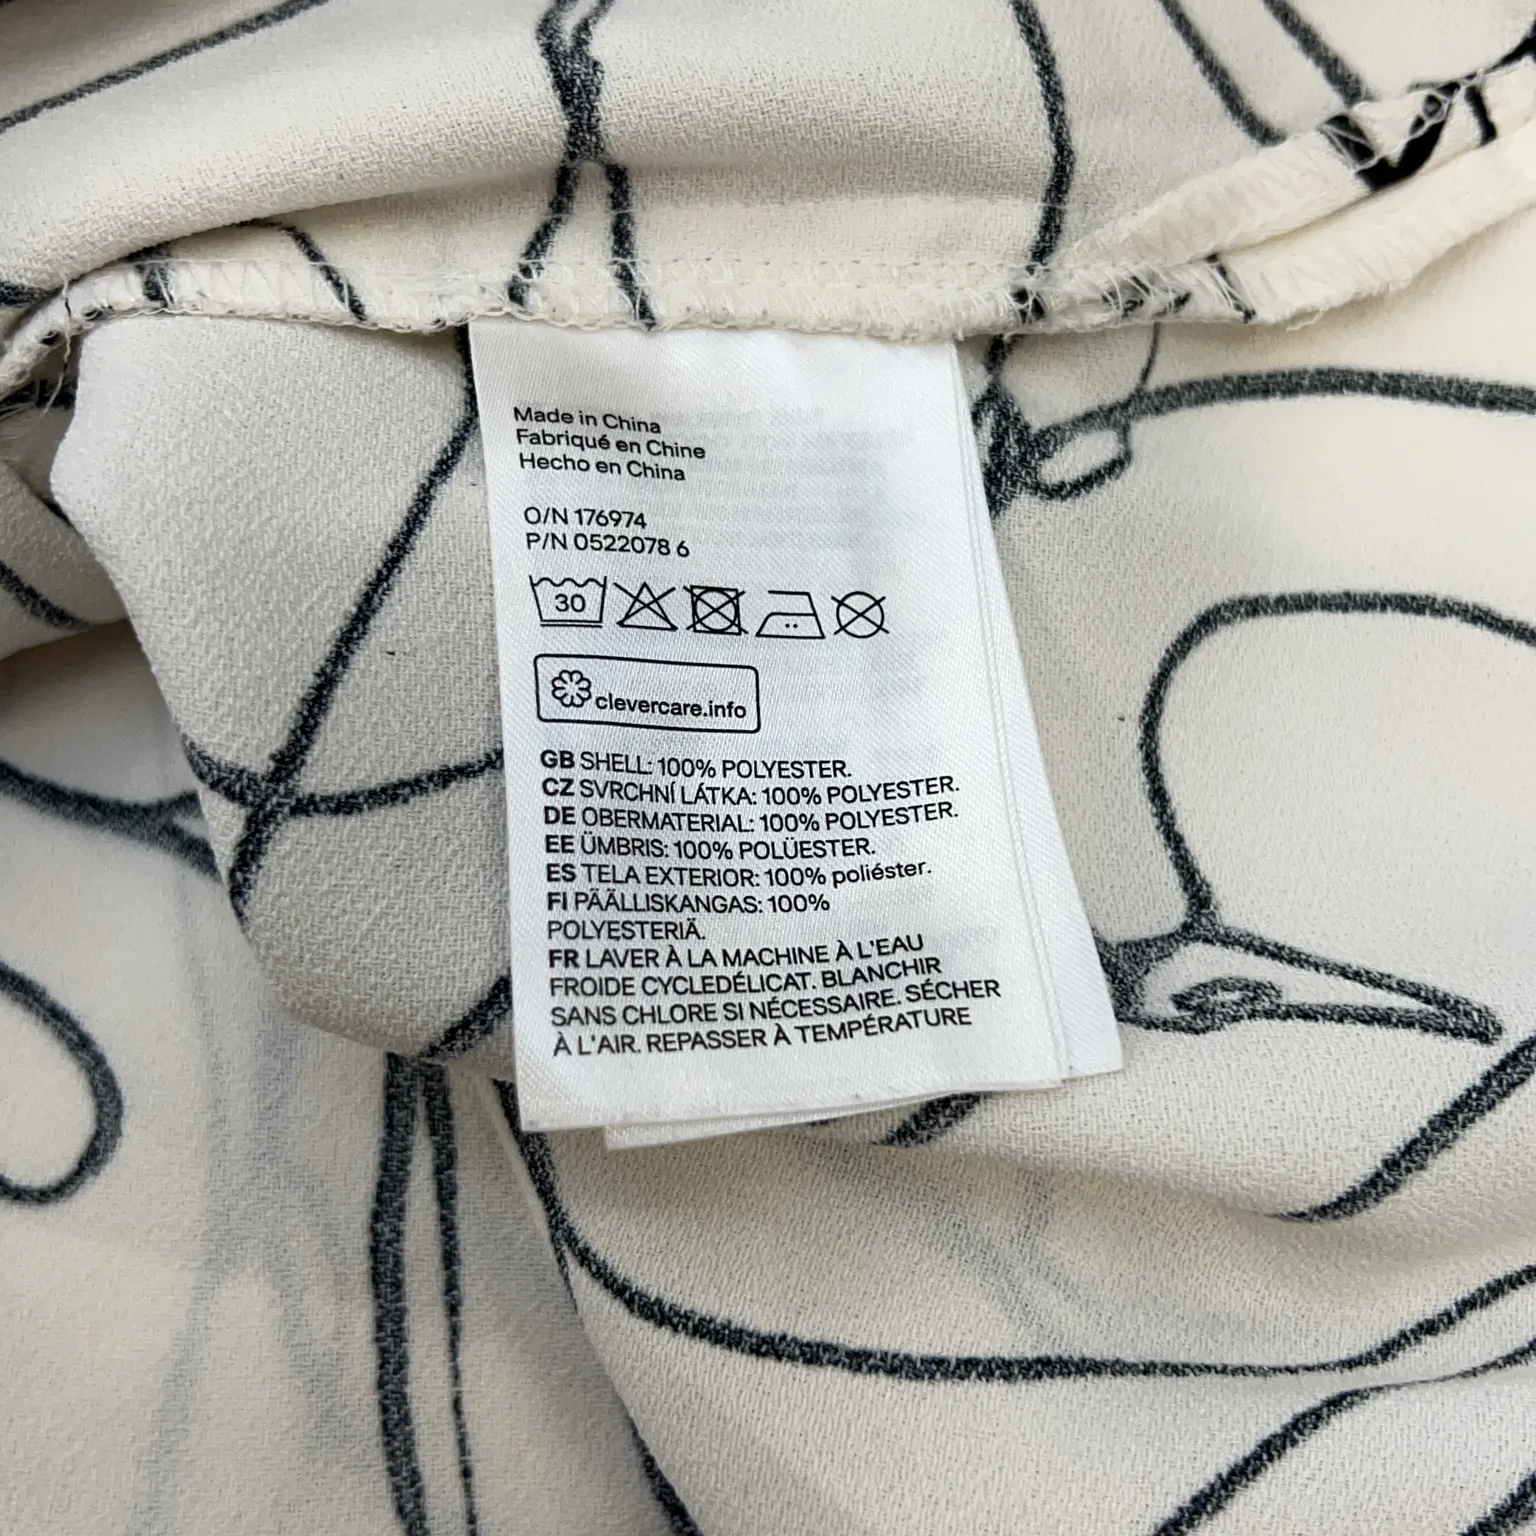 Made in China
Fabriqué en Chine
Hecho en China
O/N 176974
P/N 0522078 6
30
clevercare.info
GB SHELL: 100% POLYESTER.
CZ SVRCHNÍ LÁTKA: 100% POLYESTER.
DE OBERMATERIAL: 100% POLYESTER.
EE ÜMBRIS: 100% POLÜESTER.
ES TELA EXTERIOR: 100% poliéster.
FI PÄÄLLISKANGAS: 100%
POLYESTERIÄ.
FR LAVER À LA MACHINE À L'EAU
FROIDE CYCLEDÉLICAT. BLANCHIR
SANS CHLORE SI NÉCESSAIRE. SÉCHER
À L'AIR. REPASSER À TEMPÉRATURE